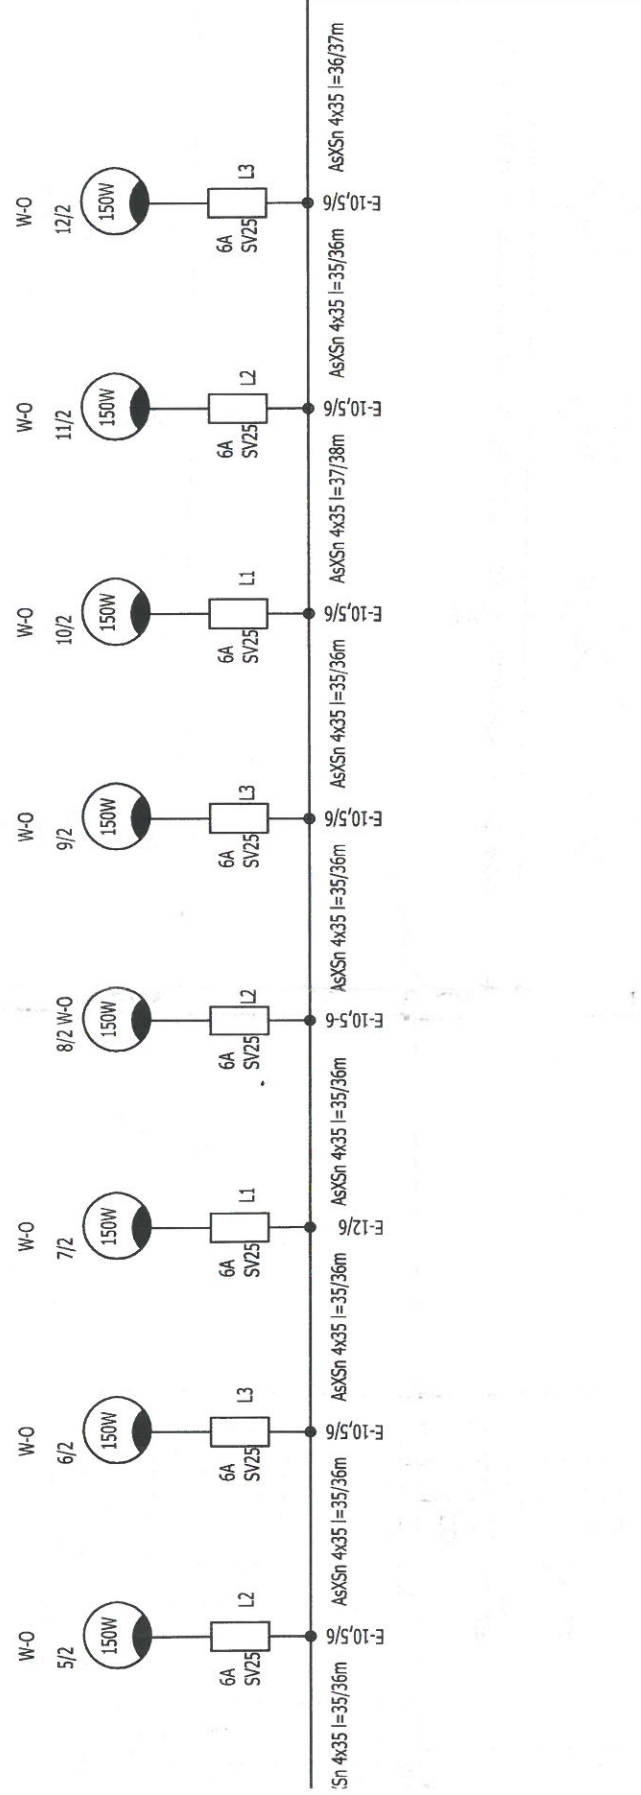 W-O
5/2
150W
6A
SV25
L2
E-10,5/6
W-O
6/2
150W
6A
SV25
L3
E-10,5/6
W-O
7/2
150W
6A
SV25
L1
E-12/6
8/2 W-O
150W
6A
SV25
L2
E-10,5-6
W-O
9/2
150W
6A
SV25
L3
E-10,5/6
W-O
10/2
150W
6A
SV25
L1
E-10,5/6
W-O
11/2
150W
6A
SV25
L2
E-10,5/6
W-O
12/2
150W
6A
SV25
L3
E-10,5/6
Sn 4x35 l=35/36m
AsXSn 4x35 l=35/36m
AsXSn 4x35 l=35/36m
AsXSn 4x35 l=35/36m
AsXSn 4x35 l=35/36m
AsXSn 4x35 l=35/36m
AsXSn 4x35 l=37/38m
AsXSn 4x35 l=35/36m
AsXSn 4x35 l=36/37m